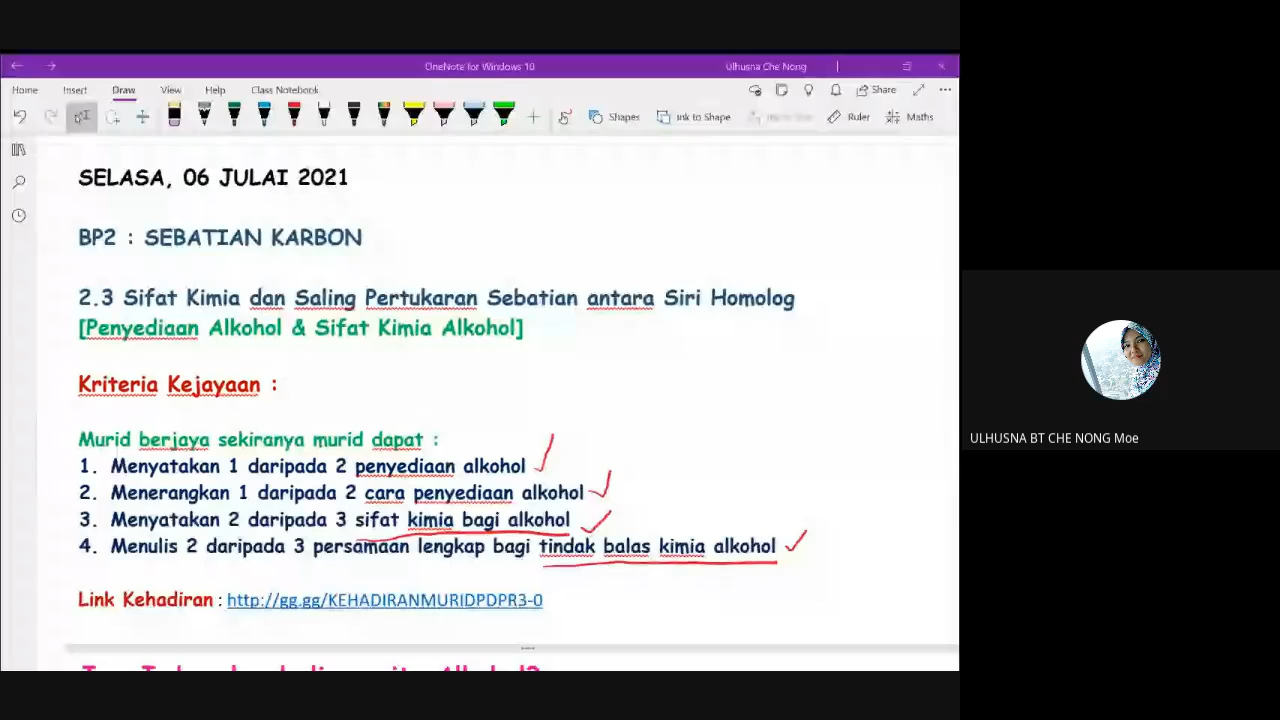 OneNote for Windows 10
Ulhusna Che Nong
Home Insert Draw View Help Class Notebook
Share
Shapes Ink to Shape Ruler Maths
SELASA, 06 JULAI 2021
BP2 : SEBATIAN KARBON
2.3 Sifat Kimia dan Saling Pertukaran Sebatian antara Siri Homolog
[Penyediaan Alkohol & Sifat Kimia Alkohol]
Kriteria Kejayaan :
Murid berjaya sekiranya murid dapat :
1. Menyatakan 1 daripada 2 penyediaan alkohol
2. Menerangkan 1 daripada 2 cara penyediaan alkohol
3. Menyatakan 2 daripada 3 sifat kimia bagi alkohol
4. Menulis 2 daripada 3 persamaan lengkap bagi tindak balas kimia alkohol
Link Kehadiran : http://gg.gg/KEHADIRANMURIDPDPR3-0
ULHUSNA BT CHE NONG Moe